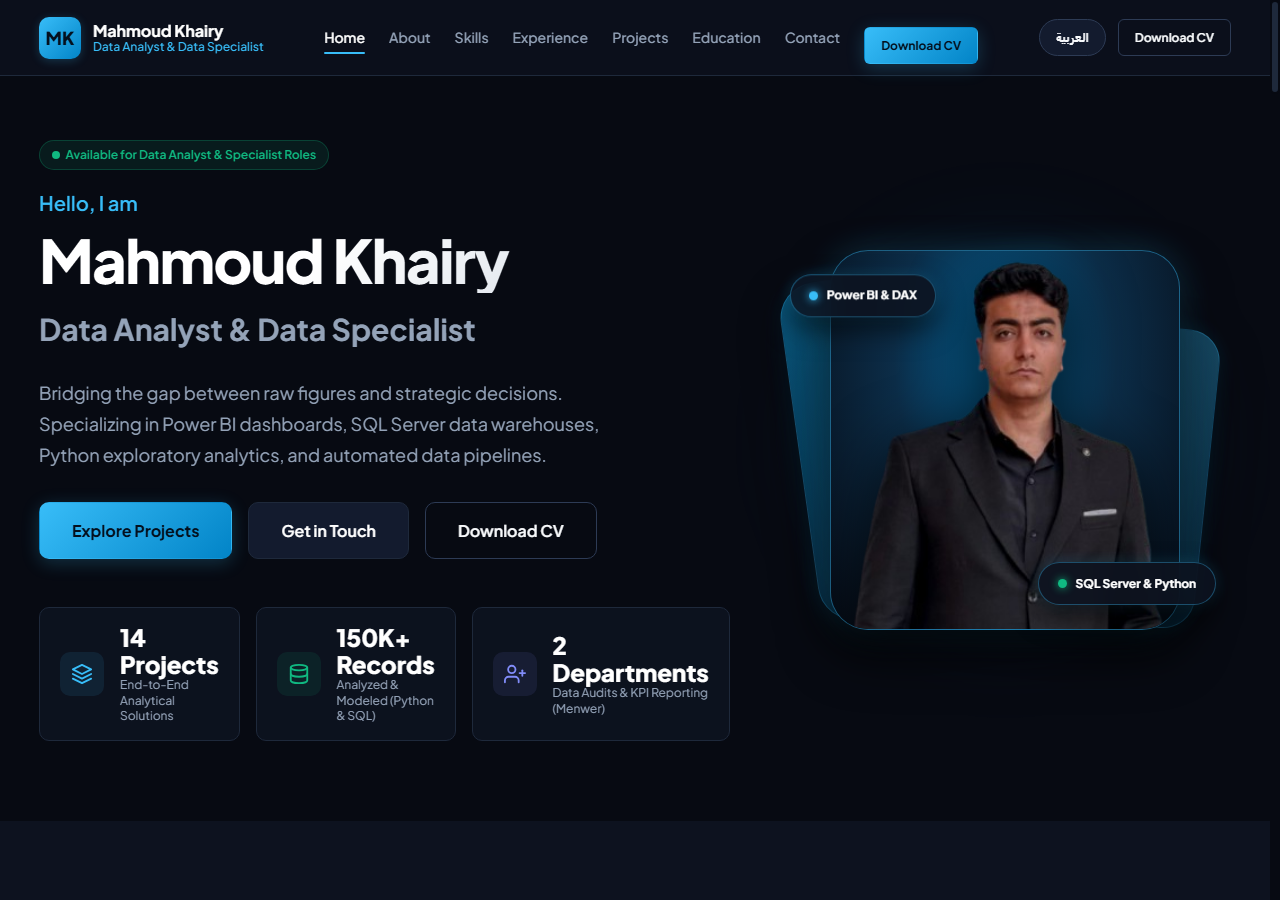 MK
Mahmoud Khairy
Data Analyst & Data Specialist
Home
About
Skills
Experience
Projects
Education
Contact
Download CV
العربية
Download CV
Available for Data Analyst & Specialist Roles
Hello, I am
Mahmoud Khairy
Data Analyst & Data Specialist
Bridging the gap between raw figures and strategic decisions.
Specializing in Power BI dashboards, SQL Server data warehouses,
Python exploratory analytics, and automated data pipelines.
Explore Projects
Get in Touch
Download CV
14
Projects
End-to-End
Analytical
Solutions
150K+
Records
Analyzed &
Modeled (Python
& SQL)
2
Departments
Data Audits & KPI Reporting
(Menwer)
Power BI & DAX
SQL Server & Python